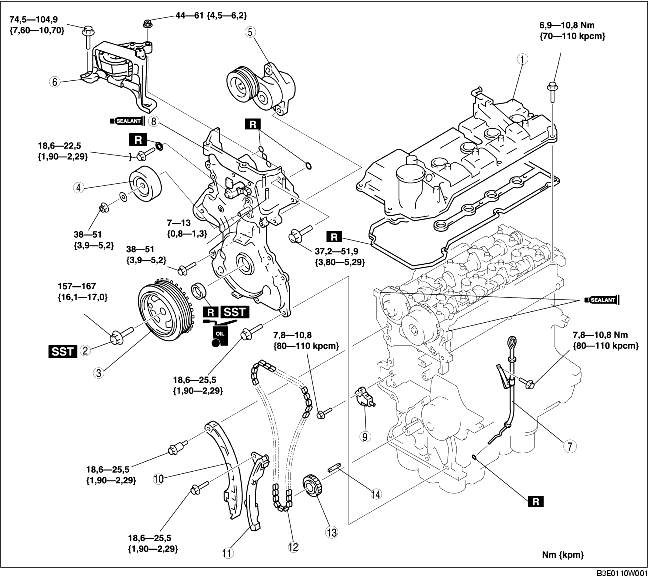 74,5—104,9
{7,60—10,70}
44—61 {4,5—6,2}
6,9—10,8 Nm
{70—110 kpcm}
5
1
6
SEALANT 8
R
R
18,6—22,5
{1,90—2,29}
4
38—51
{3,9—5,2}
7—13
{0,8—1,3}
R
37,2—51,9
{3,80—5,29}
38—51
{3,9—5,2}
157—167
{16,1—17,0}
R SST
OIL
SEALANT
SST 2
3
7,8—10,8
{80—110 kpcm}
7,8—10,8 Nm
{80—110 kpcm}
18,6—25,5
{1,90—2,29}
9
7
18,6—25,5
{1,90—2,29}
10
14
R
18,6—25,5
{1,90—2,29}
11
12
13
Nm {kpm}
B3E0110W001